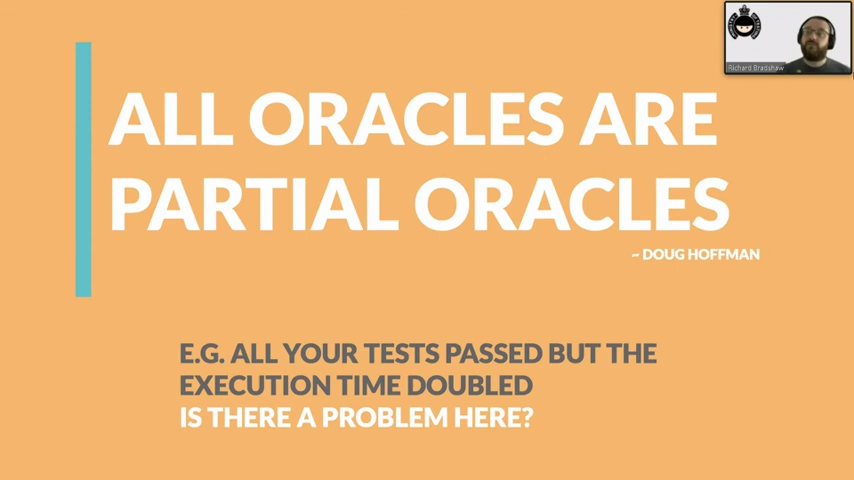 ALL ORACLES ARE
PARTIAL ORACLES
~ DOUG HOFFMAN
E.G. ALL YOUR TESTS PASSED BUT THE
EXECUTION TIME DOUBLED
IS THERE A PROBLEM HERE?
Richard Bradshaw